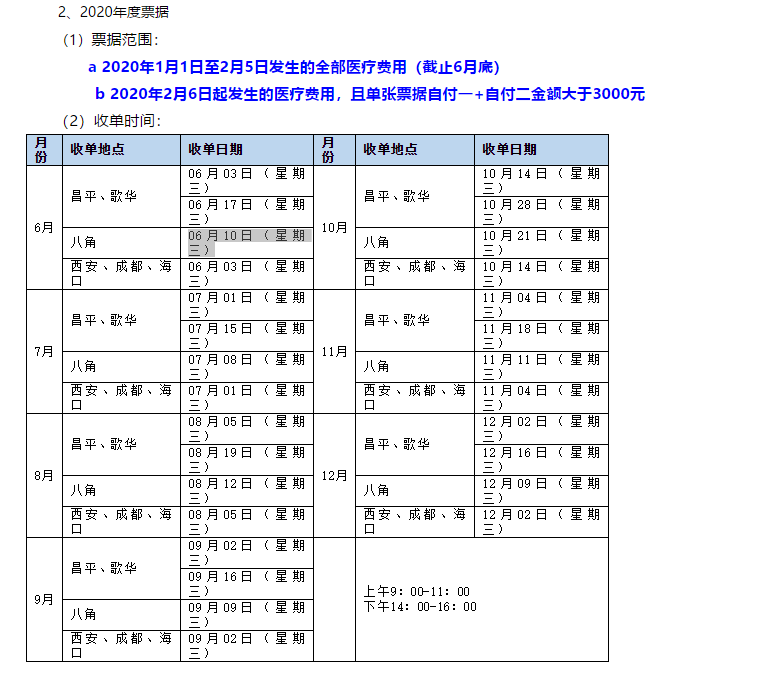 2、2020年度票据
（1）票据范围：
a 2020年1月1日至2月5日发生的全部医疗费用（截止6月底）
b 2020年2月6日起发生的医疗费用，且单张票据自付一+自付二金额大于3000元
（2）收单时间：
月份 收单地点 收单日期 月份 收单地点 收单日期
6月 昌平、歌华 06月03日（星期三） 10月 昌平、歌华 10月14日（星期三）
06月17日（星期三） 10月28日（星期三）
八角 06月10日（星期三） 八角 10月21日（星期三）
西安、成都、海口 06月03日（星期三） 西安、成都、海口 10月14日（星期三）
7月 昌平、歌华 07月01日（星期三） 11月 昌平、歌华 11月04日（星期三）
07月15日（星期三） 11月18日（星期三）
八角 07月08日（星期三） 八角 11月11日（星期三）
西安、成都、海口 07月01日（星期三） 西安、成都、海口 11月04日（星期三）
8月 昌平、歌华 08月05日（星期三） 12月 昌平、歌华 12月02日（星期三）
08月19日（星期三） 12月16日（星期三）
八角 08月12日（星期三） 八角 12月09日（星期三）
西安、成都、海口 08月05日（星期三） 西安、成都、海口 12月02日（星期三）
9月 昌平、歌华 09月02日（星期三）
09月16日（星期三）
八角 09月09日（星期三）
西安、成都、海口 09月02日（星期三）
上午9：00-11：00
下午14：00-16：00